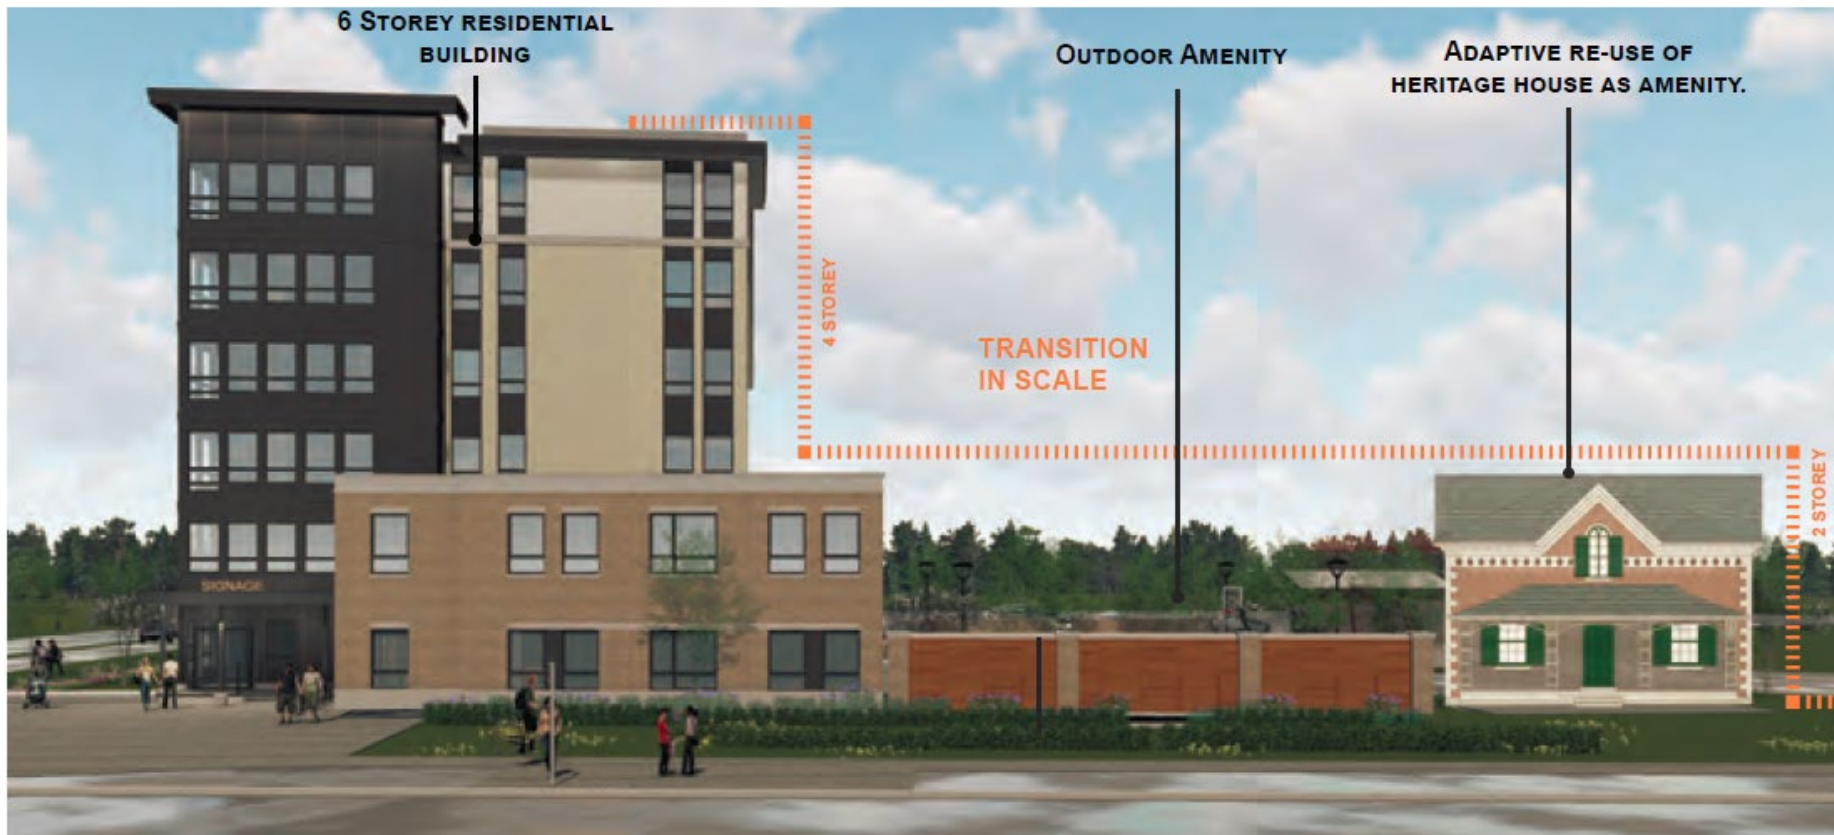 6 STOREY RESIDENTIAL
BUILDING
OUTDOOR AMENITY
ADAPTIVE RE-USE OF
HERITAGE HOUSE AS AMENITY.
4 STOREY
TRANSITION
IN SCALE
2 STOREY
SIGNAGE